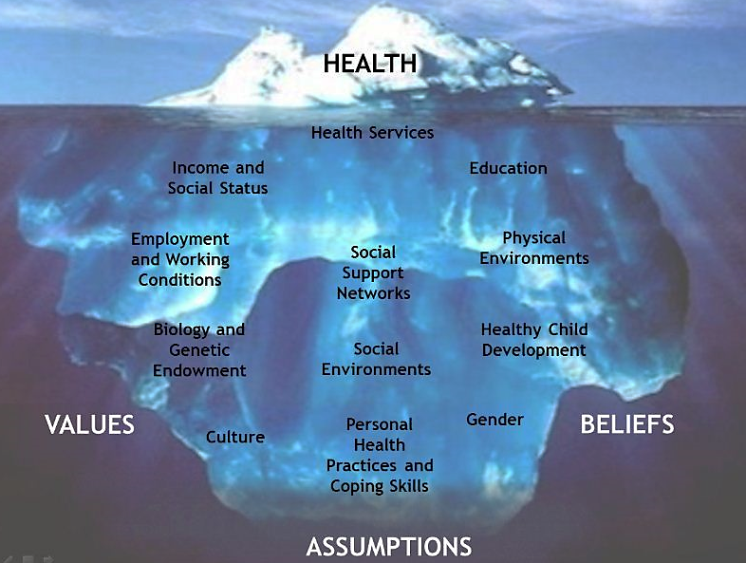 HEALTH
Health Services
Income and
Social Status
Education
Employment
and Working
Conditions
Social
Support
Networks
Physical
Environments
Biology and
Genetic
Endowment
Social
Environments
Healthy Child
Development
VALUES
Culture
Personal
Health
Practices and
Coping Skills
Gender
BELIEFS
ASSUMPTIONS